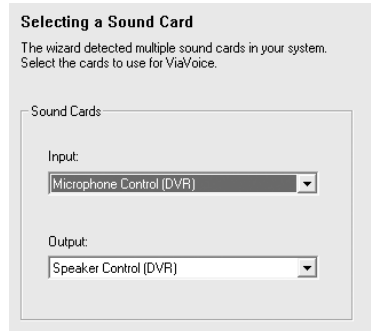 Selecting a Sound Card
The wizard detected multiple sound cards in your system.
Select the cards to use for ViaVoice.
Sound Cards
Input:
Microphone Control (DVR)
Output:
Speaker Control (DVR)